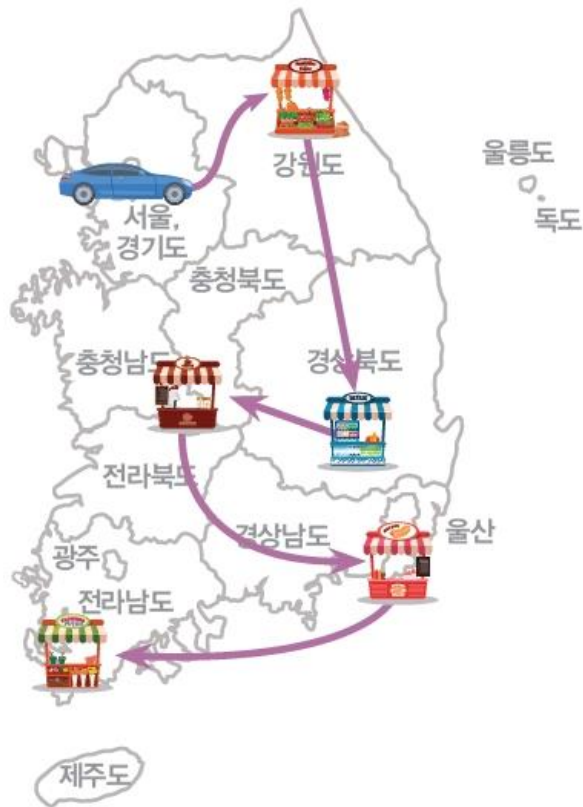 강원도
울릉도
독도
서울,
경기도
충청북도
충청남도
경상북도
전라북도
경상남도
울산
광주
전라남도
제주도